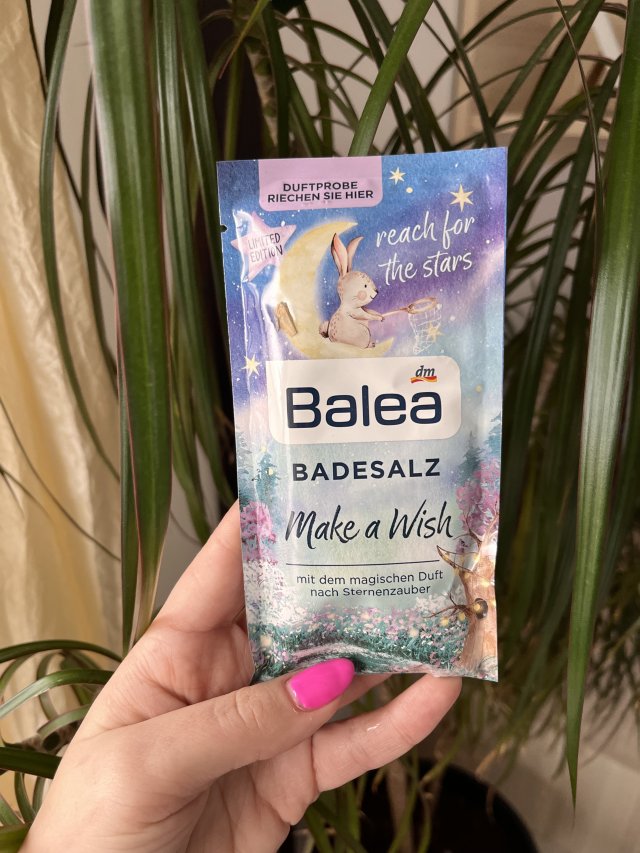 DUFTPROBE
RIECHEN SIE HIER
LIMITED
EDITION
reach for
the stars
dm
Balea
BADESALZ
Make a Wish
mit dem magischen Duft
nach Sternenzauber